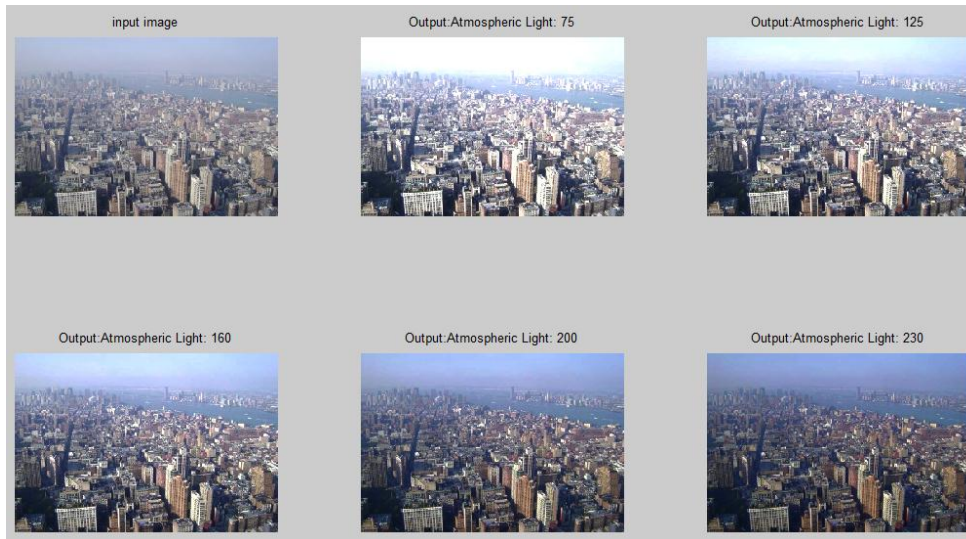 input image
Output:Atmospheric Light: 75
Output:Atmospheric Light: 125
Output:Atmospheric Light: 160
Output:Atmospheric Light: 200
Output:Atmospheric Light: 230